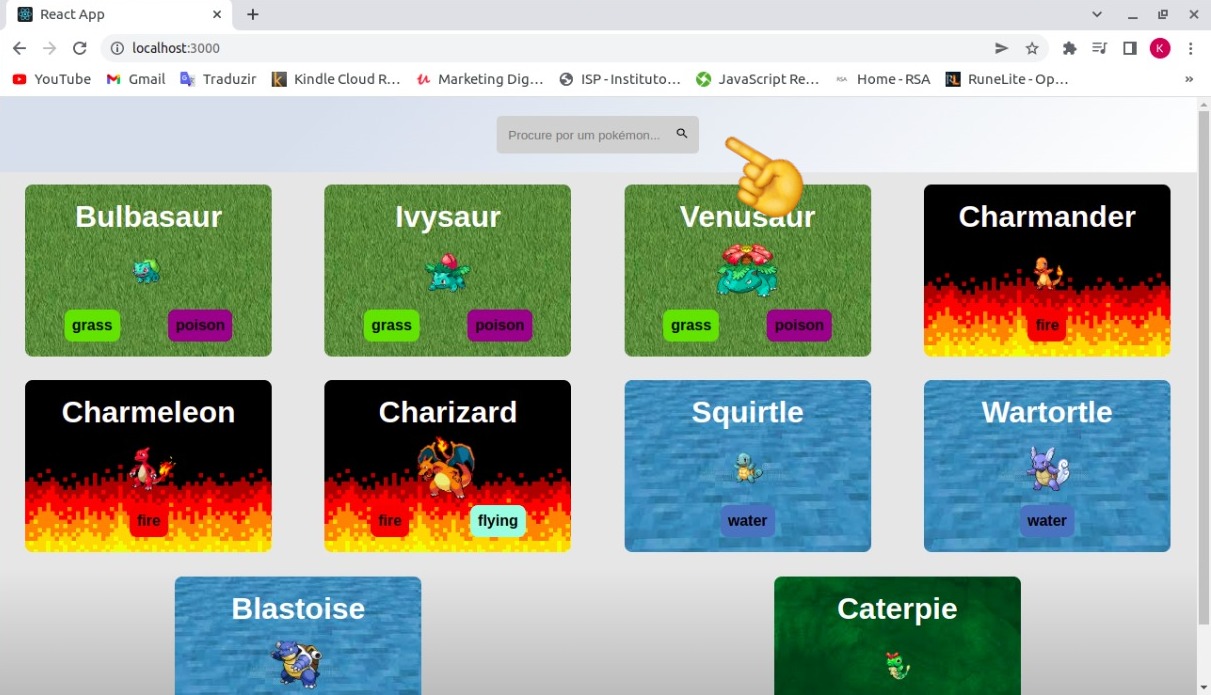 React App
localhost:3000
YouTube
Gmail
Traduzir
Kindle Cloud R...
Marketing Dig...
ISP - Instituto...
JavaScript Re...
RSA
Home - RSA
RuneLite - Op...
K
Procure por um pokémon...
Bulbasaur
grass poison
Ivysaur
grass poison
Venusaur
grass poison
Charmander
fire
Charmeleon
fire
Charizard
fire flying
Squirtle
water
Wartortle
water
Blastoise
Caterpie